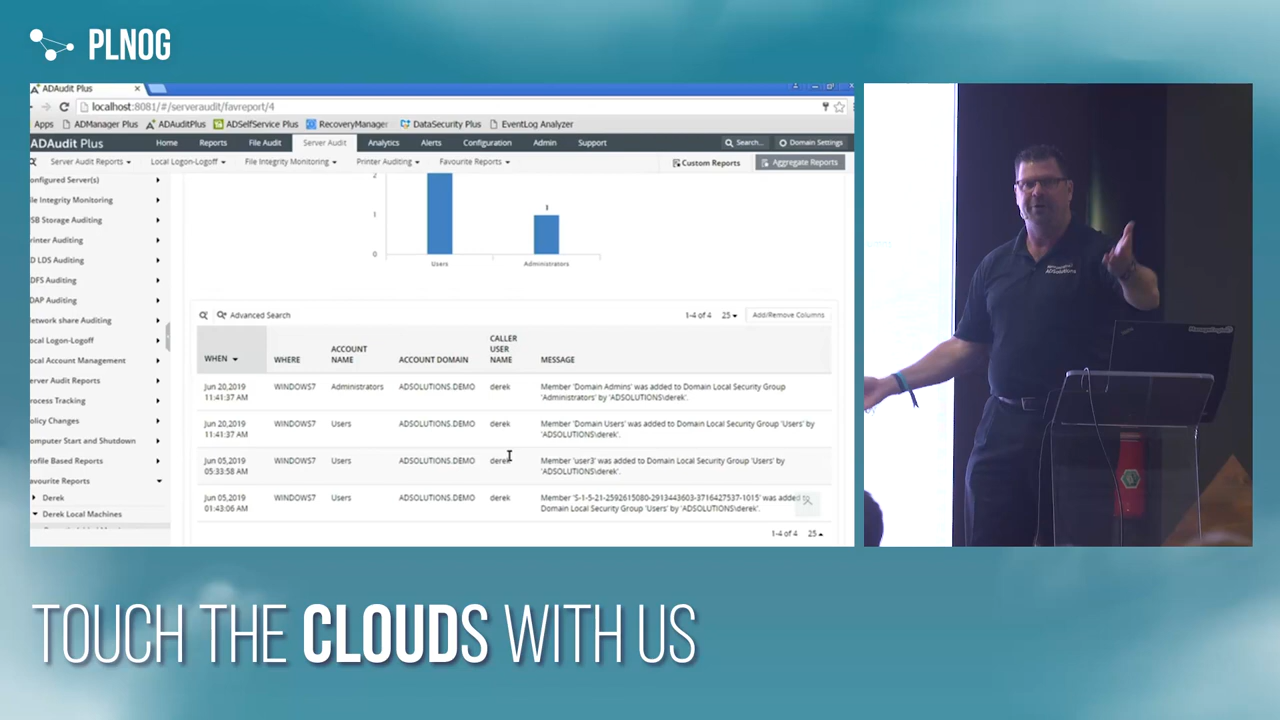 PLNOG
ADAudit Plus
localhost:8081/#/serveraudit/favreport/4
Apps ADManager Plus ADAuditPlus ADSelfService Plus RecoveryManager DataSecurity Plus EventLog Analyzer
ADAudit Plus Home Reports File Audit Server Audit Analytics Alerts Configuration Admin Support Search... Domain Settings
Server Audit Reports Local Logon-Logoff File Integrity Monitoring Printer Auditing Favourite Reports Custom Reports Aggregate Reports
onfigured Server(s)
ile Integrity Monitoring
SB Storage Auditing
rinter Auditing
D LDS Auditing
DFS Auditing
DAP Auditing
etwork share Auditing
ocal Logon-Logoff
ocal Account Management
erver Audit Reports
rocess Tracking
olicy Changes
omputer Start and Shutdown
rofile Based Reports
avourite Reports
Derek
Derek Local Machines
2
1
0
1
Users
Administrators
Advanced Search 1-4 of 4 25 Add/Remove Columns
WHEN WHERE ACCOUNT NAME ACCOUNT DOMAIN CALLER USER NAME MESSAGE
Jun 20,2019 11:41:37 AM WINDOWS7 Administrators ADSOLUTIONS.DEMO derek Member 'Domain Admins' was added to Domain Local Security Group 'Administrators' by 'ADSOLUTIONS\derek'.
Jun 20,2019 11:41:37 AM WINDOWS7 Users ADSOLUTIONS.DEMO derek Member 'Domain Users' was added to Domain Local Security Group 'Users' by 'ADSOLUTIONS\derek'.
Jun 05,2019 05:33:58 AM WINDOWS7 Users ADSOLUTIONS.DEMO derek Member 'user3' was added to Domain Local Security Group 'Users' by 'ADSOLUTIONS\derek'.
Jun 05,2019 01:43:06 AM WINDOWS7 Users ADSOLUTIONS.DEMO derek Member 'S-1-5-21-2592615080-2913443603-3716427537-1015' was added to Domain Local Security Group 'Users' by 'ADSOLUTIONS\derek'.
1-4 of 4 25
ADSolutions
ManageEngine
TOUCH THE CLOUDS WITH US